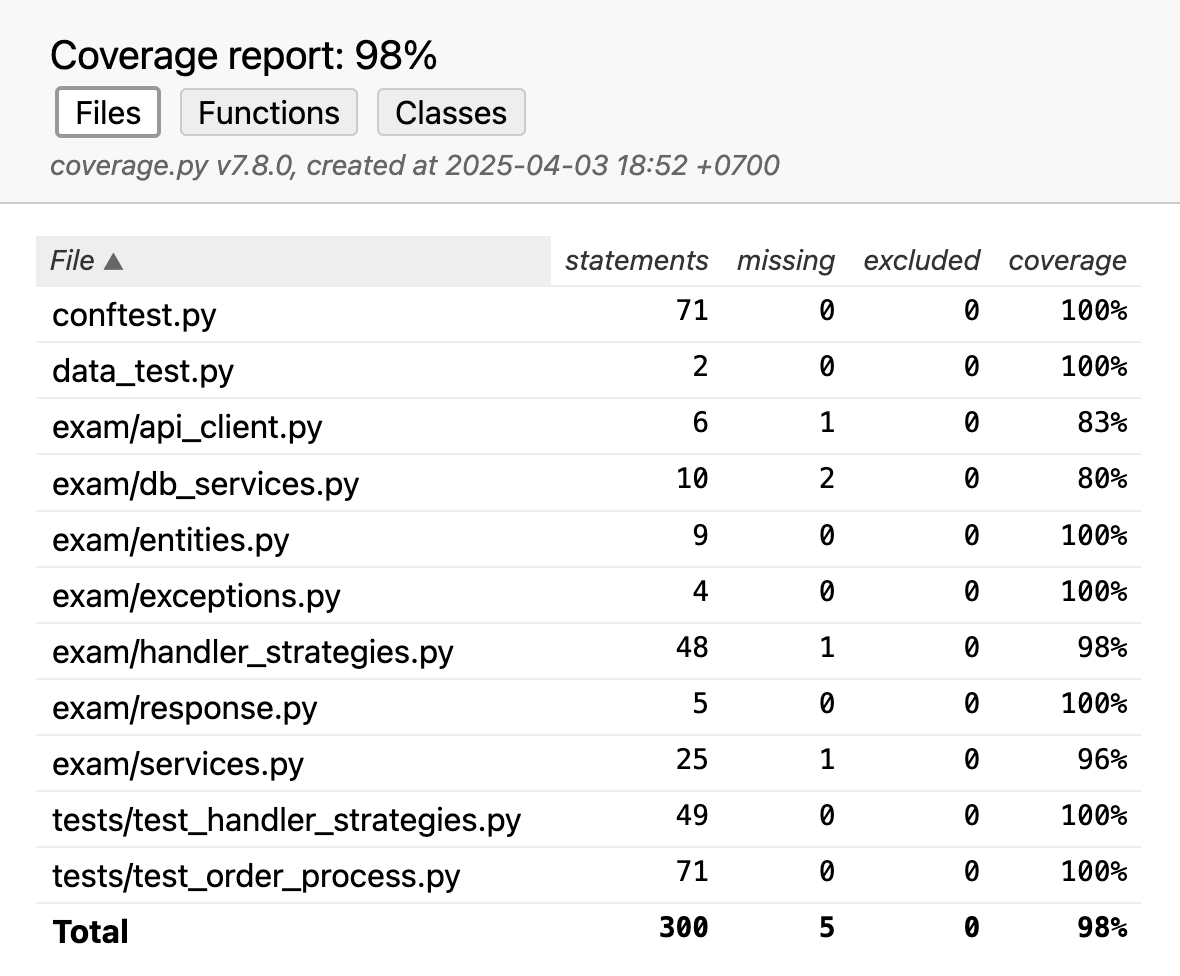 Coverage report: 98%
Files Functions Classes
coverage.py v7.8.0, created at 2025-04-03 18:52 +0700
File ▲ statements missing excluded coverage
conftest.py 71 0 0 100%
data_test.py 2 0 0 100%
exam/api_client.py 6 1 0 83%
exam/db_services.py 10 2 0 80%
exam/entities.py 9 0 0 100%
exam/exceptions.py 4 0 0 100%
exam/handler_strategies.py 48 1 0 98%
exam/response.py 5 0 0 100%
exam/services.py 25 1 0 96%
tests/test_handler_strategies.py 49 0 0 100%
tests/test_order_process.py 71 0 0 100%
Total 300 5 0 98%